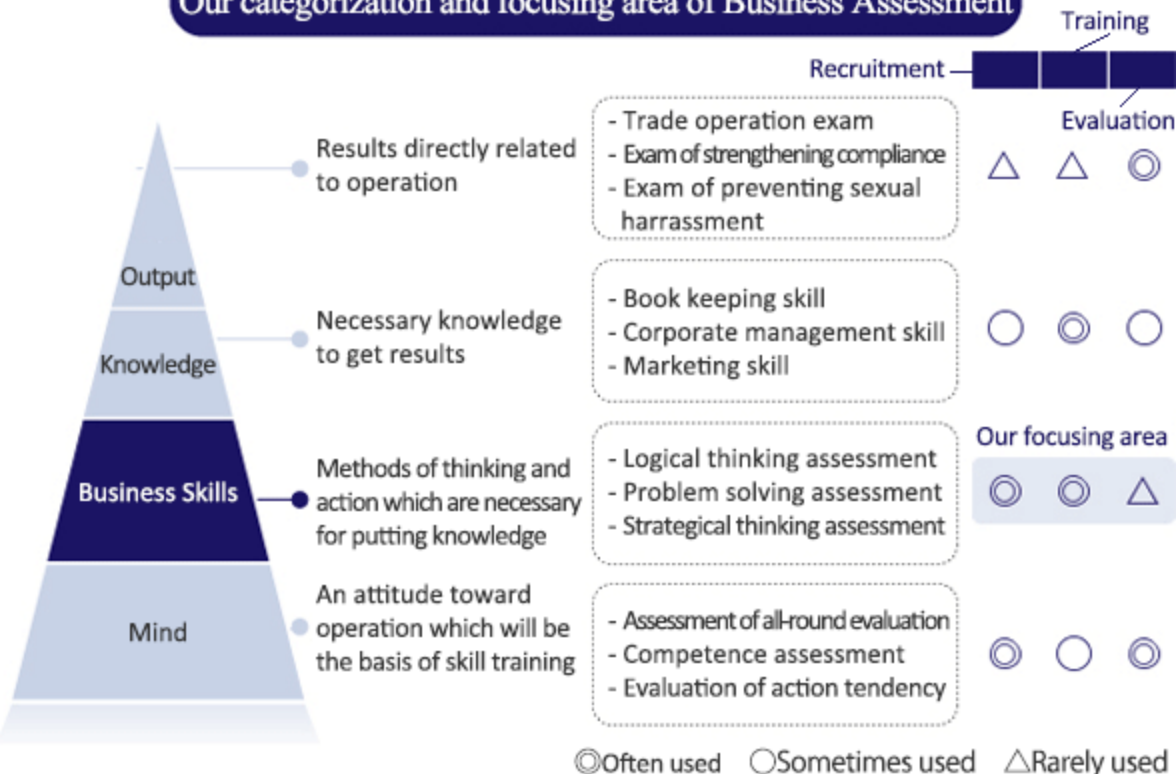 Our categorization and focusing area of Business Assessment
Training
Recruitment
Evaluation
Results directly related
to operation
- Trade operation exam
- Exam of strengthening compliance
- Exam of preventing sexual
harrassment
△ △ ◎
Output
Necessary knowledge
to get results
- Book keeping skill
- Corporate management skill
- Marketing skill
○ ◎ ○
Knowledge
Our focusing area
Business Skills
Methods of thinking and
action which are necessary
for putting knowledge
- Logical thinking assessment
- Problem solving assessment
- Strategical thinking assessment
◎ ◎ △
Mind
An attitude toward
operation which will be
the basis of skill training
- Assessment of all-round evaluation
- Competence assessment
- Evaluation of action tendency
◎ ○ ◎
◎Often used ○Sometimes used △Rarely used